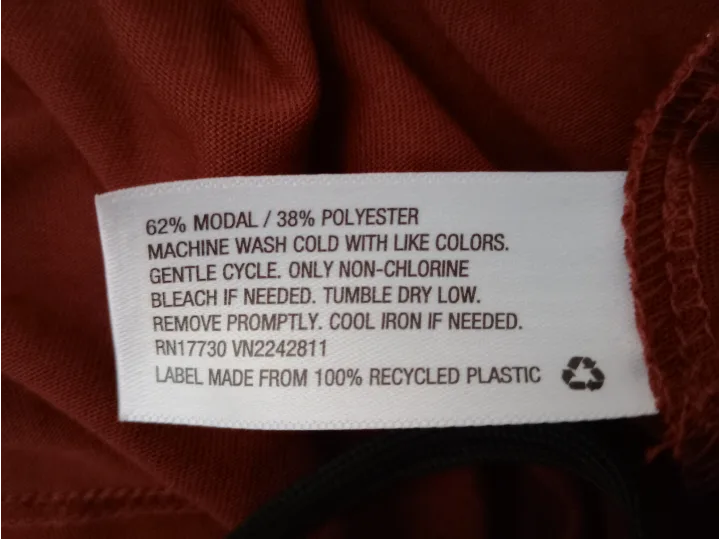 62% MODAL / 38% POLYESTER
MACHINE WASH COLD WITH LIKE COLORS.
GENTLE CYCLE. ONLY NON-CHLORINE
BLEACH IF NEEDED. TUMBLE DRY LOW.
REMOVE PROMPTLY. COOL IRON IF NEEDED.
RN17730 VN2242811
LABEL MADE FROM 100% RECYCLED PLASTIC